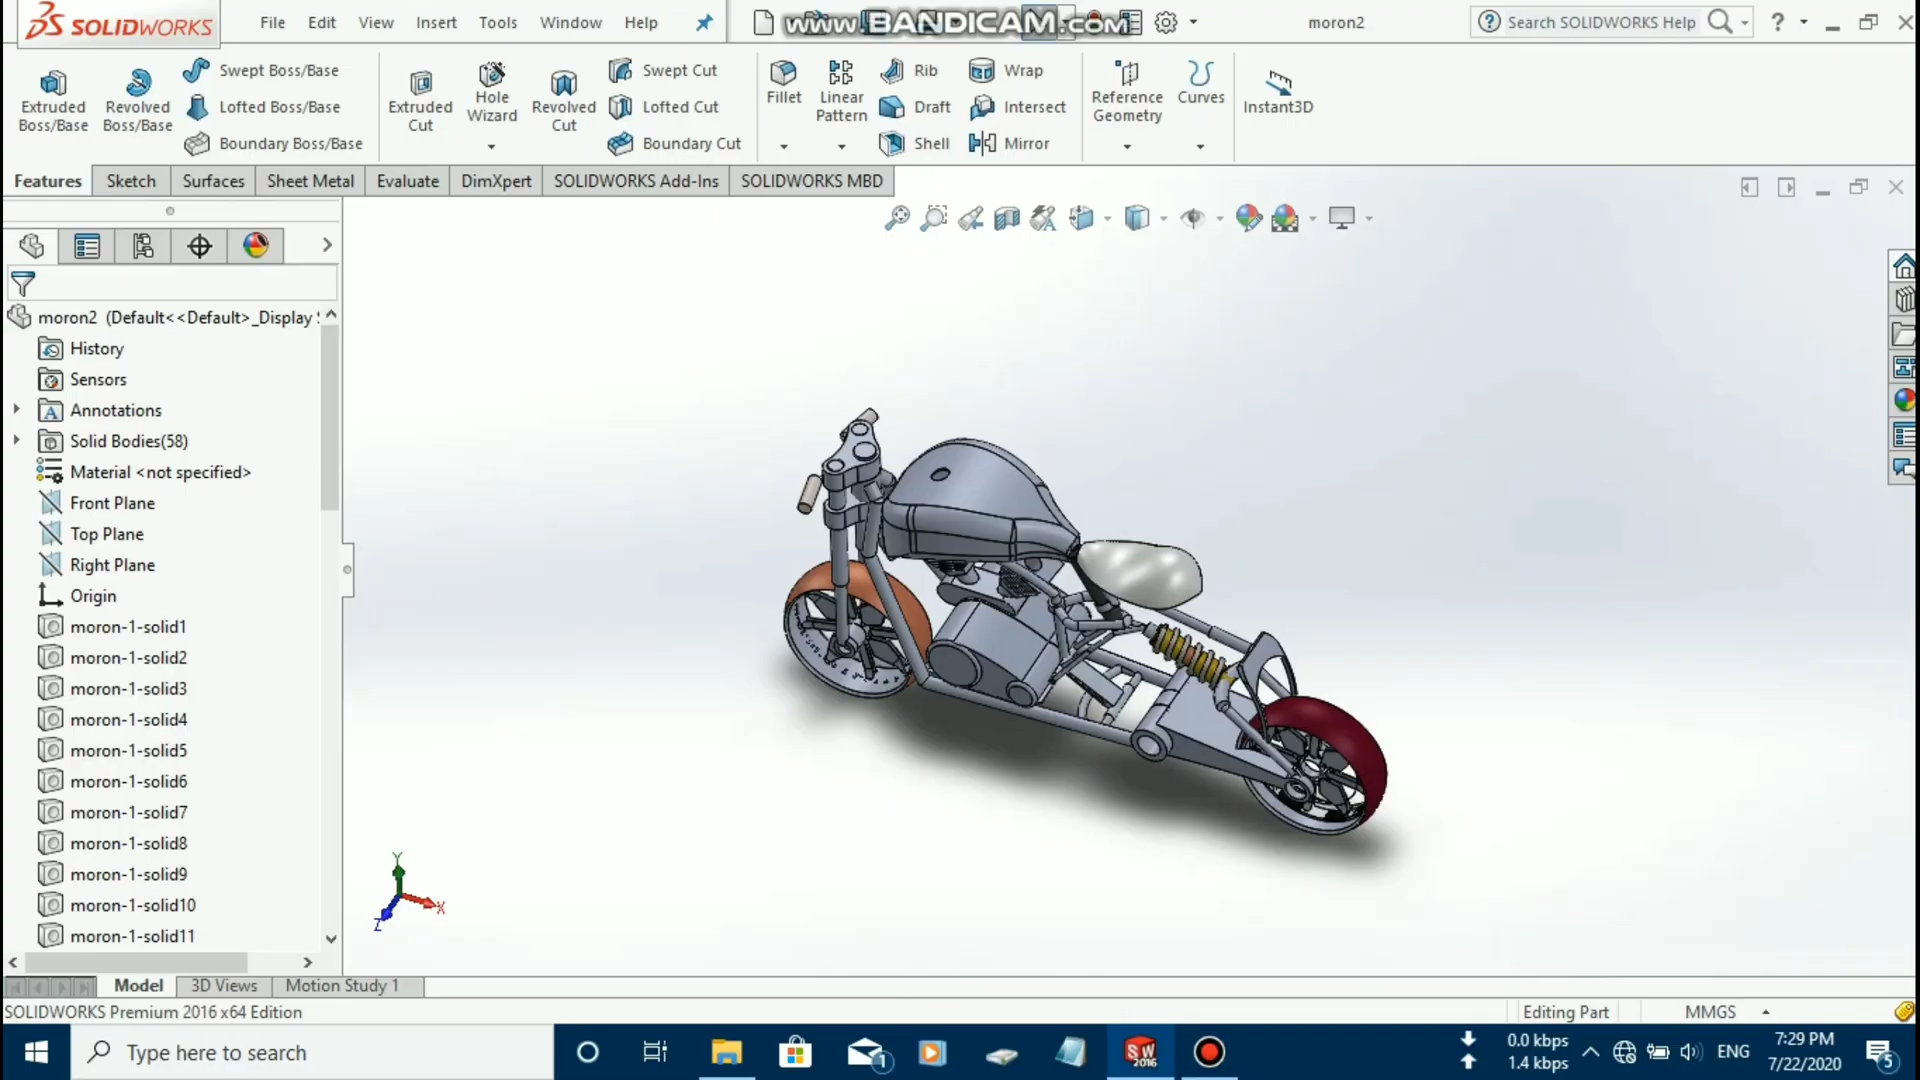 SOLIDWORKS
File Edit View Insert Tools Window Help
www.BANDICAM.com
moron2
Search SOLIDWORKS Help
?
Extruded Boss/Base
Revolved Boss/Base
Swept Boss/Base
Lofted Boss/Base
Boundary Boss/Base
Extruded Cut
Hole Wizard
Revolved Cut
Swept Cut
Lofted Cut
Boundary Cut
Fillet
Linear Pattern
Rib
Draft
Shell
Wrap
Intersect
Mirror
Reference Geometry
Curves
Instant3D
Features Sketch Surfaces Sheet Metal Evaluate DimXpert SOLIDWORKS Add-Ins SOLIDWORKS MBD
moron2 (Default<<Default>_Display
History
Sensors
Annotations
Solid Bodies(58)
Material <not specified>
Front Plane
Top Plane
Right Plane
Origin
moron-1-solid1
moron-1-solid2
moron-1-solid3
moron-1-solid4
moron-1-solid5
moron-1-solid6
moron-1-solid7
moron-1-solid8
moron-1-solid9
moron-1-solid10
moron-1-solid11
Y
X
Z
Model 3D Views Motion Study 1
SOLIDWORKS Premium 2016 x64 Edition
Editing Part
MMGS
Type here to search
1
SW 2016
0.0 kbps
1.4 kbps
ENG
7:29 PM
7/22/2020
5